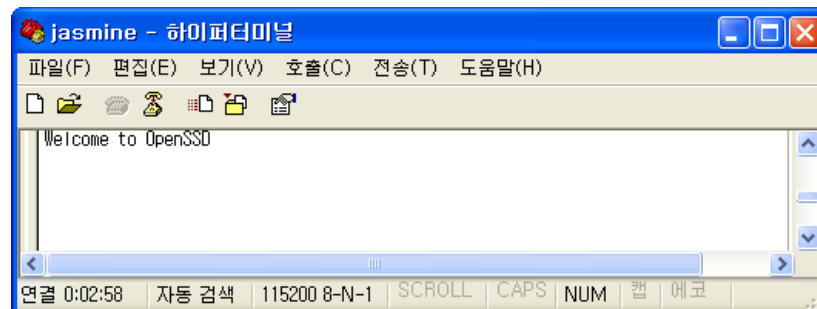 jasmine - 하이퍼터미널
파일(F) 편집(E) 보기(V) 호출(C) 전송(T) 도움말(H)
Welcome to OpenSSD
연결 0:02:58 자동 검색 115200 8-N-1 SCROLL CAPS NUM 캡 에코